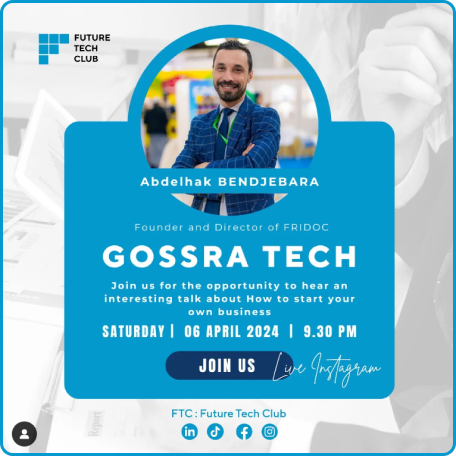 FUTURE
TECH
CLUB
Abdelhak BENDJEBARA
Founder and Director of FRIDOC
GOSSRA TECH
Join us for the opportunity to hear an
interesting talk about How to start your
own business
SATURDAY | 06 APRIL 2024 | 9.30 PM
JOIN US Live Instagram
FTC : Future Tech Club
Report